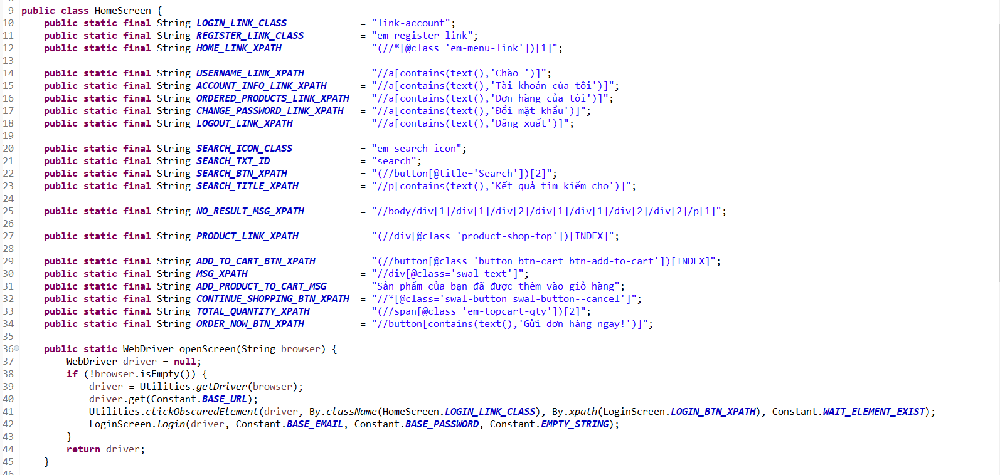 9 public class HomeScreen {
10 public static final String LOGIN_LINK_CLASS = "link-account";
11 public static final String REGISTER_LINK_CLASS = "em-register-link";
12 public static final String HOME_LINK_XPATH = "(//*[@class='em-menu-link'])[1]";
13
14 public static final String USERNAME_LINK_XPATH = "//a[contains(text(),'Chào ')]";
15 public static final String ACCOUNT_INFO_LINK_XPATH = "//a[contains(text(),'Tài khoản của tôi')]";
16 public static final String ORDERED_PRODUCTS_LINK_XPATH = "//a[contains(text(),'Đơn hàng của tôi')]";
17 public static final String CHANGE_PASSWORD_LINK_XPATH = "//a[contains(text(),'Đổi mật khẩu')]";
18 public static final String LOGOUT_LINK_XPATH = "//a[contains(text(),'Đăng xuất')]";
19
20 public static final String SEARCH_ICON_CLASS = "em-search-icon";
21 public static final String SEARCH_TXT_ID = "search";
22 public static final String SEARCH_BTN_XPATH = "(//button[@title='Search'])[2]";
23 public static final String SEARCH_TITLE_XPATH = "//p[contains(text(),'Kết quả tìm kiếm cho')]";
24
25 public static final String NO_RESULT_MSG_XPATH = "//body/div[1]/div[1]/div[2]/div[1]/div[1]/div[2]/div[2]/p[1]";
26
27 public static final String PRODUCT_LINK_XPATH = "(//div[@class='product-shop-top'])[INDEX]";
28
29 public static final String ADD_TO_CART_BTN_XPATH = "(//button[@class='button btn-cart btn-add-to-cart'])[INDEX]";
30 public static final String MSG_XPATH = "//div[@class='swal-text']";
31 public static final String ADD_PRODUCT_TO_CART_MSG = "Sản phẩm của bạn đã được thêm vào giỏ hàng";
32 public static final String CONTINUE_SHOPPING_BTN_XPATH = "//*[@class='swal-button swal-button--cancel']";
33 public static final String TOTAL_QUANTITY_XPATH = "(//span[@class='em-topcart-qty'])[2]";
34 public static final String ORDER_NOW_BTN_XPATH = "//button[contains(text(),'Gửi đơn hàng ngay!')]";
35
36 public static WebDriver openScreen(String browser) {
37 WebDriver driver = null;
38 if (!browser.isEmpty()) {
39 driver = Utilities.getDriver(browser);
40 driver.get(Constant.BASE_URL);
41 Utilities.clickObscuredElement(driver, By.className(HomeScreen.LOGIN_LINK_CLASS), By.xpath(LoginScreen.LOGIN_BTN_XPATH), Constant.WAIT_ELEMENT_EXIST);
42 LoginScreen.login(driver, Constant.BASE_EMAIL, Constant.BASE_PASSWORD, Constant.EMPTY_STRING);
43 }
44 return driver;
45 }
46